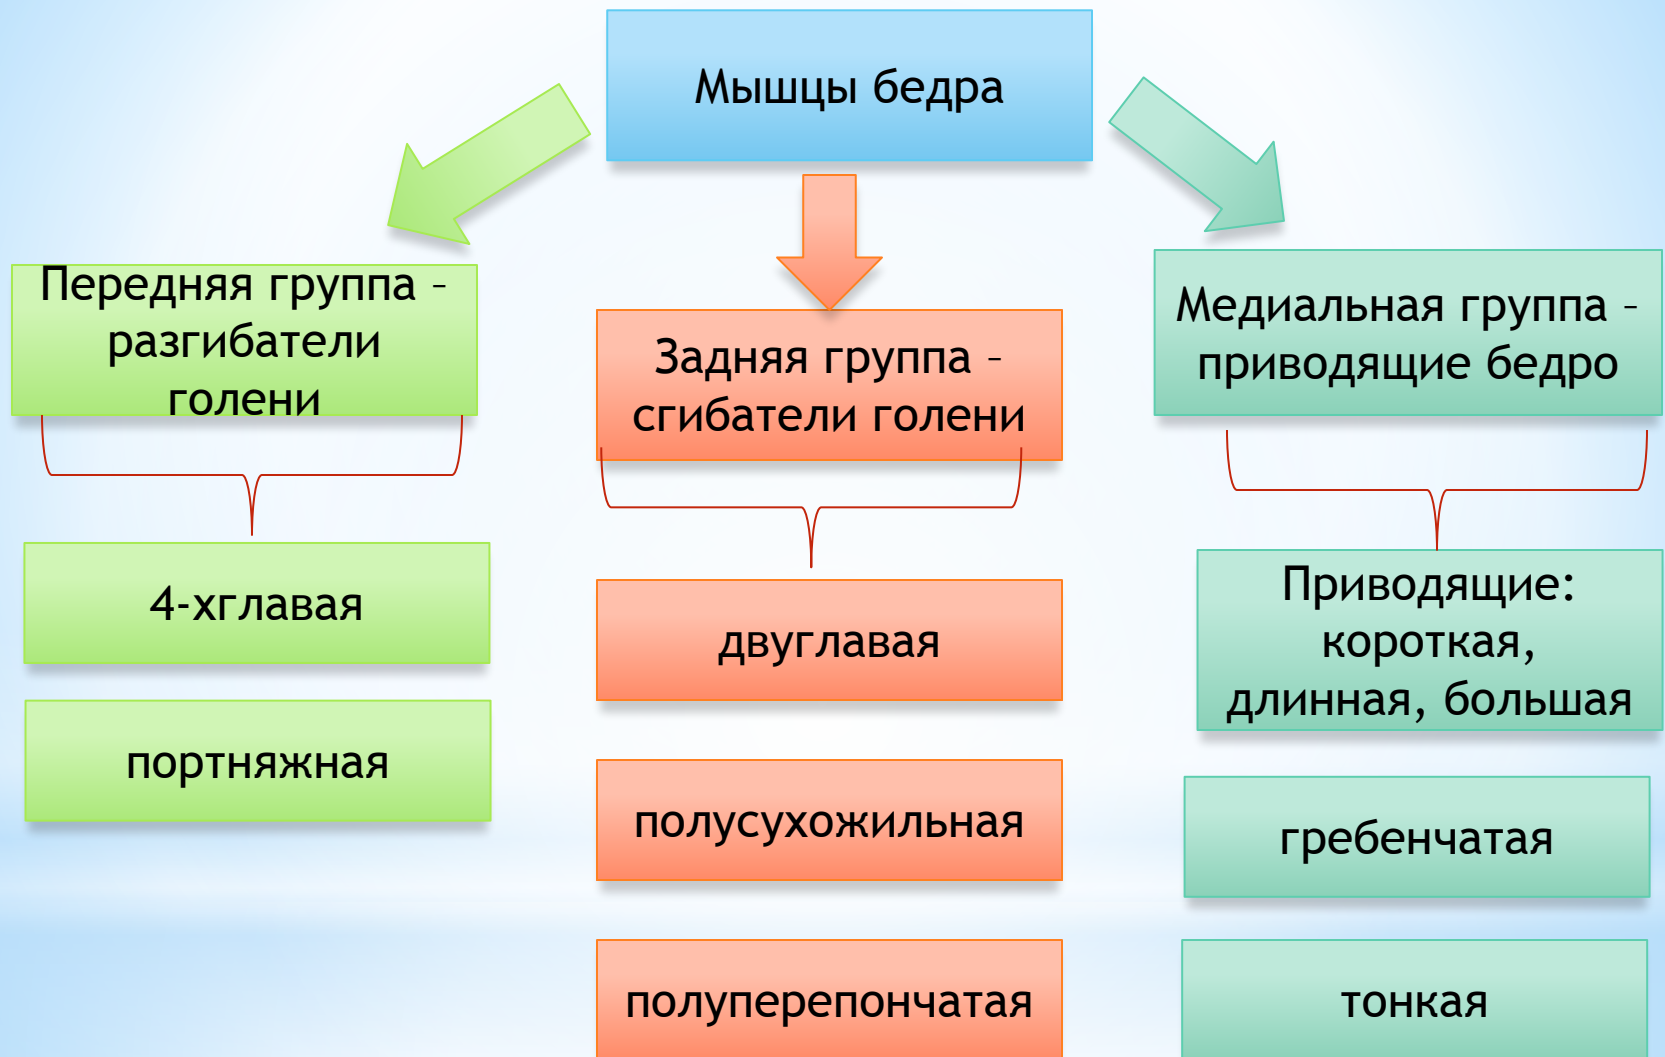 Мышцы бедра
Передняя группа –
разгибатели
голени
4-хглавая
портняжная
Задняя группа –
сгибатели голени
двуглавая
полусухожильная
полуперепончатая
Медиальная группа –
приводящие бедро
Приводящие:
короткая,
длинная, большая
гребенчатая
тонкая